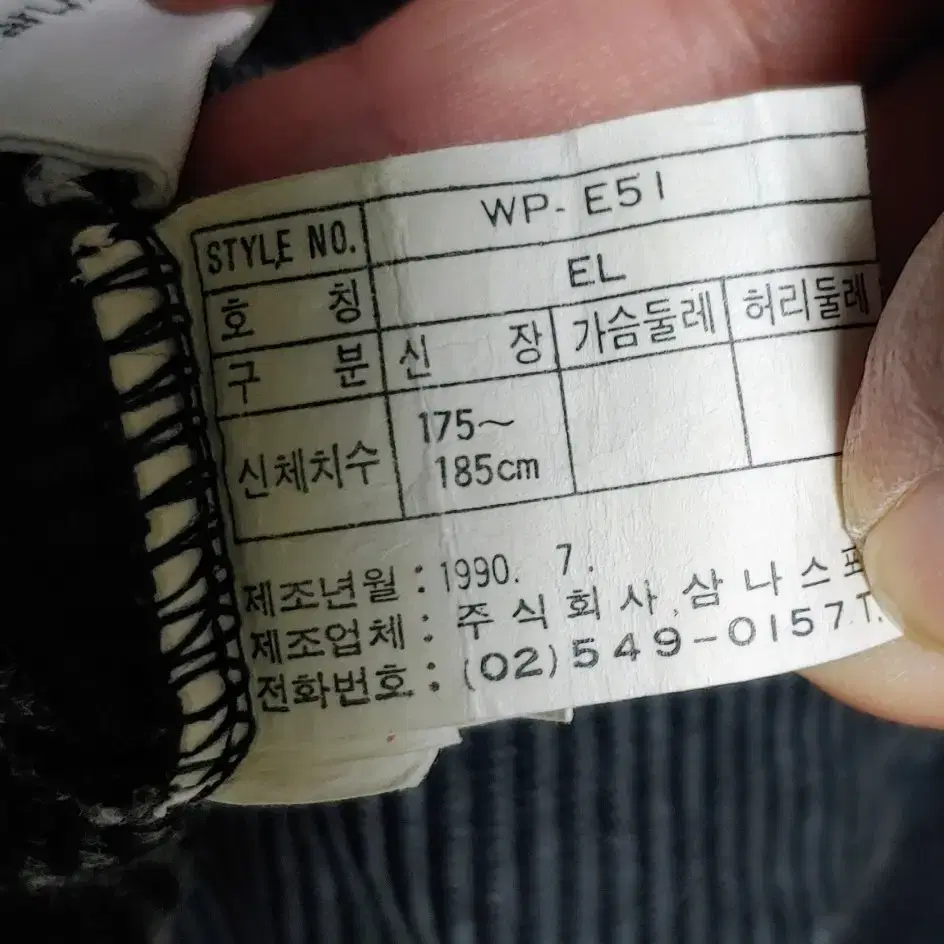 STYLE NO. WP-E51
호칭 EL
구분 신장 가슴둘레 허리둘레
신체치수 175~
185cm
제조년월 : 1990. 7.
제조업체 : 주식회사 삼나스포
전화번호 : (02)549-0157.T.